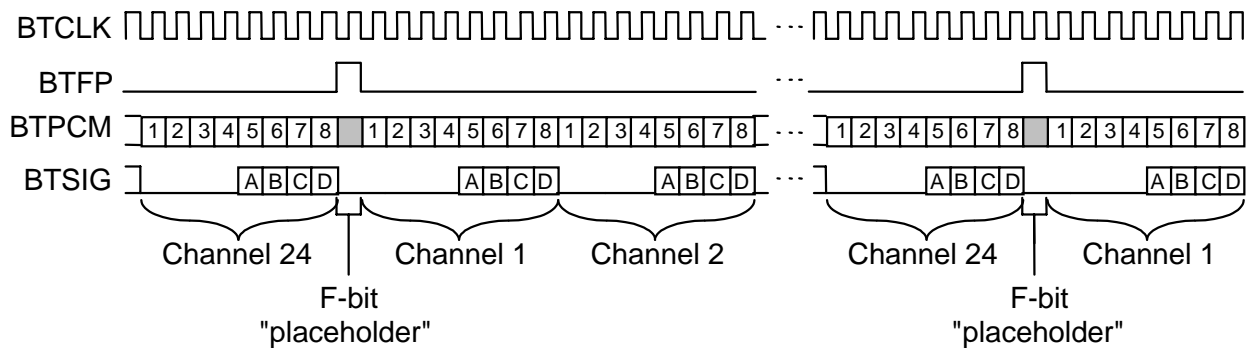 BTCLK ...
BTFP ...
BTPCM 1 2 3 4 5 6 7 8 1 2 3 4 5 6 7 8 1 2 3 4 5 6 7 8 ... 1 2 3 4 5 6 7 8 1 2 3 4 5 6 7 8
BTSIG A B C D A B C D A B C D ... A B C D A B C D
Channel 24 Channel 1 Channel 2 Channel 24 Channel 1
F-bit F-bit
"placeholder" "placeholder"